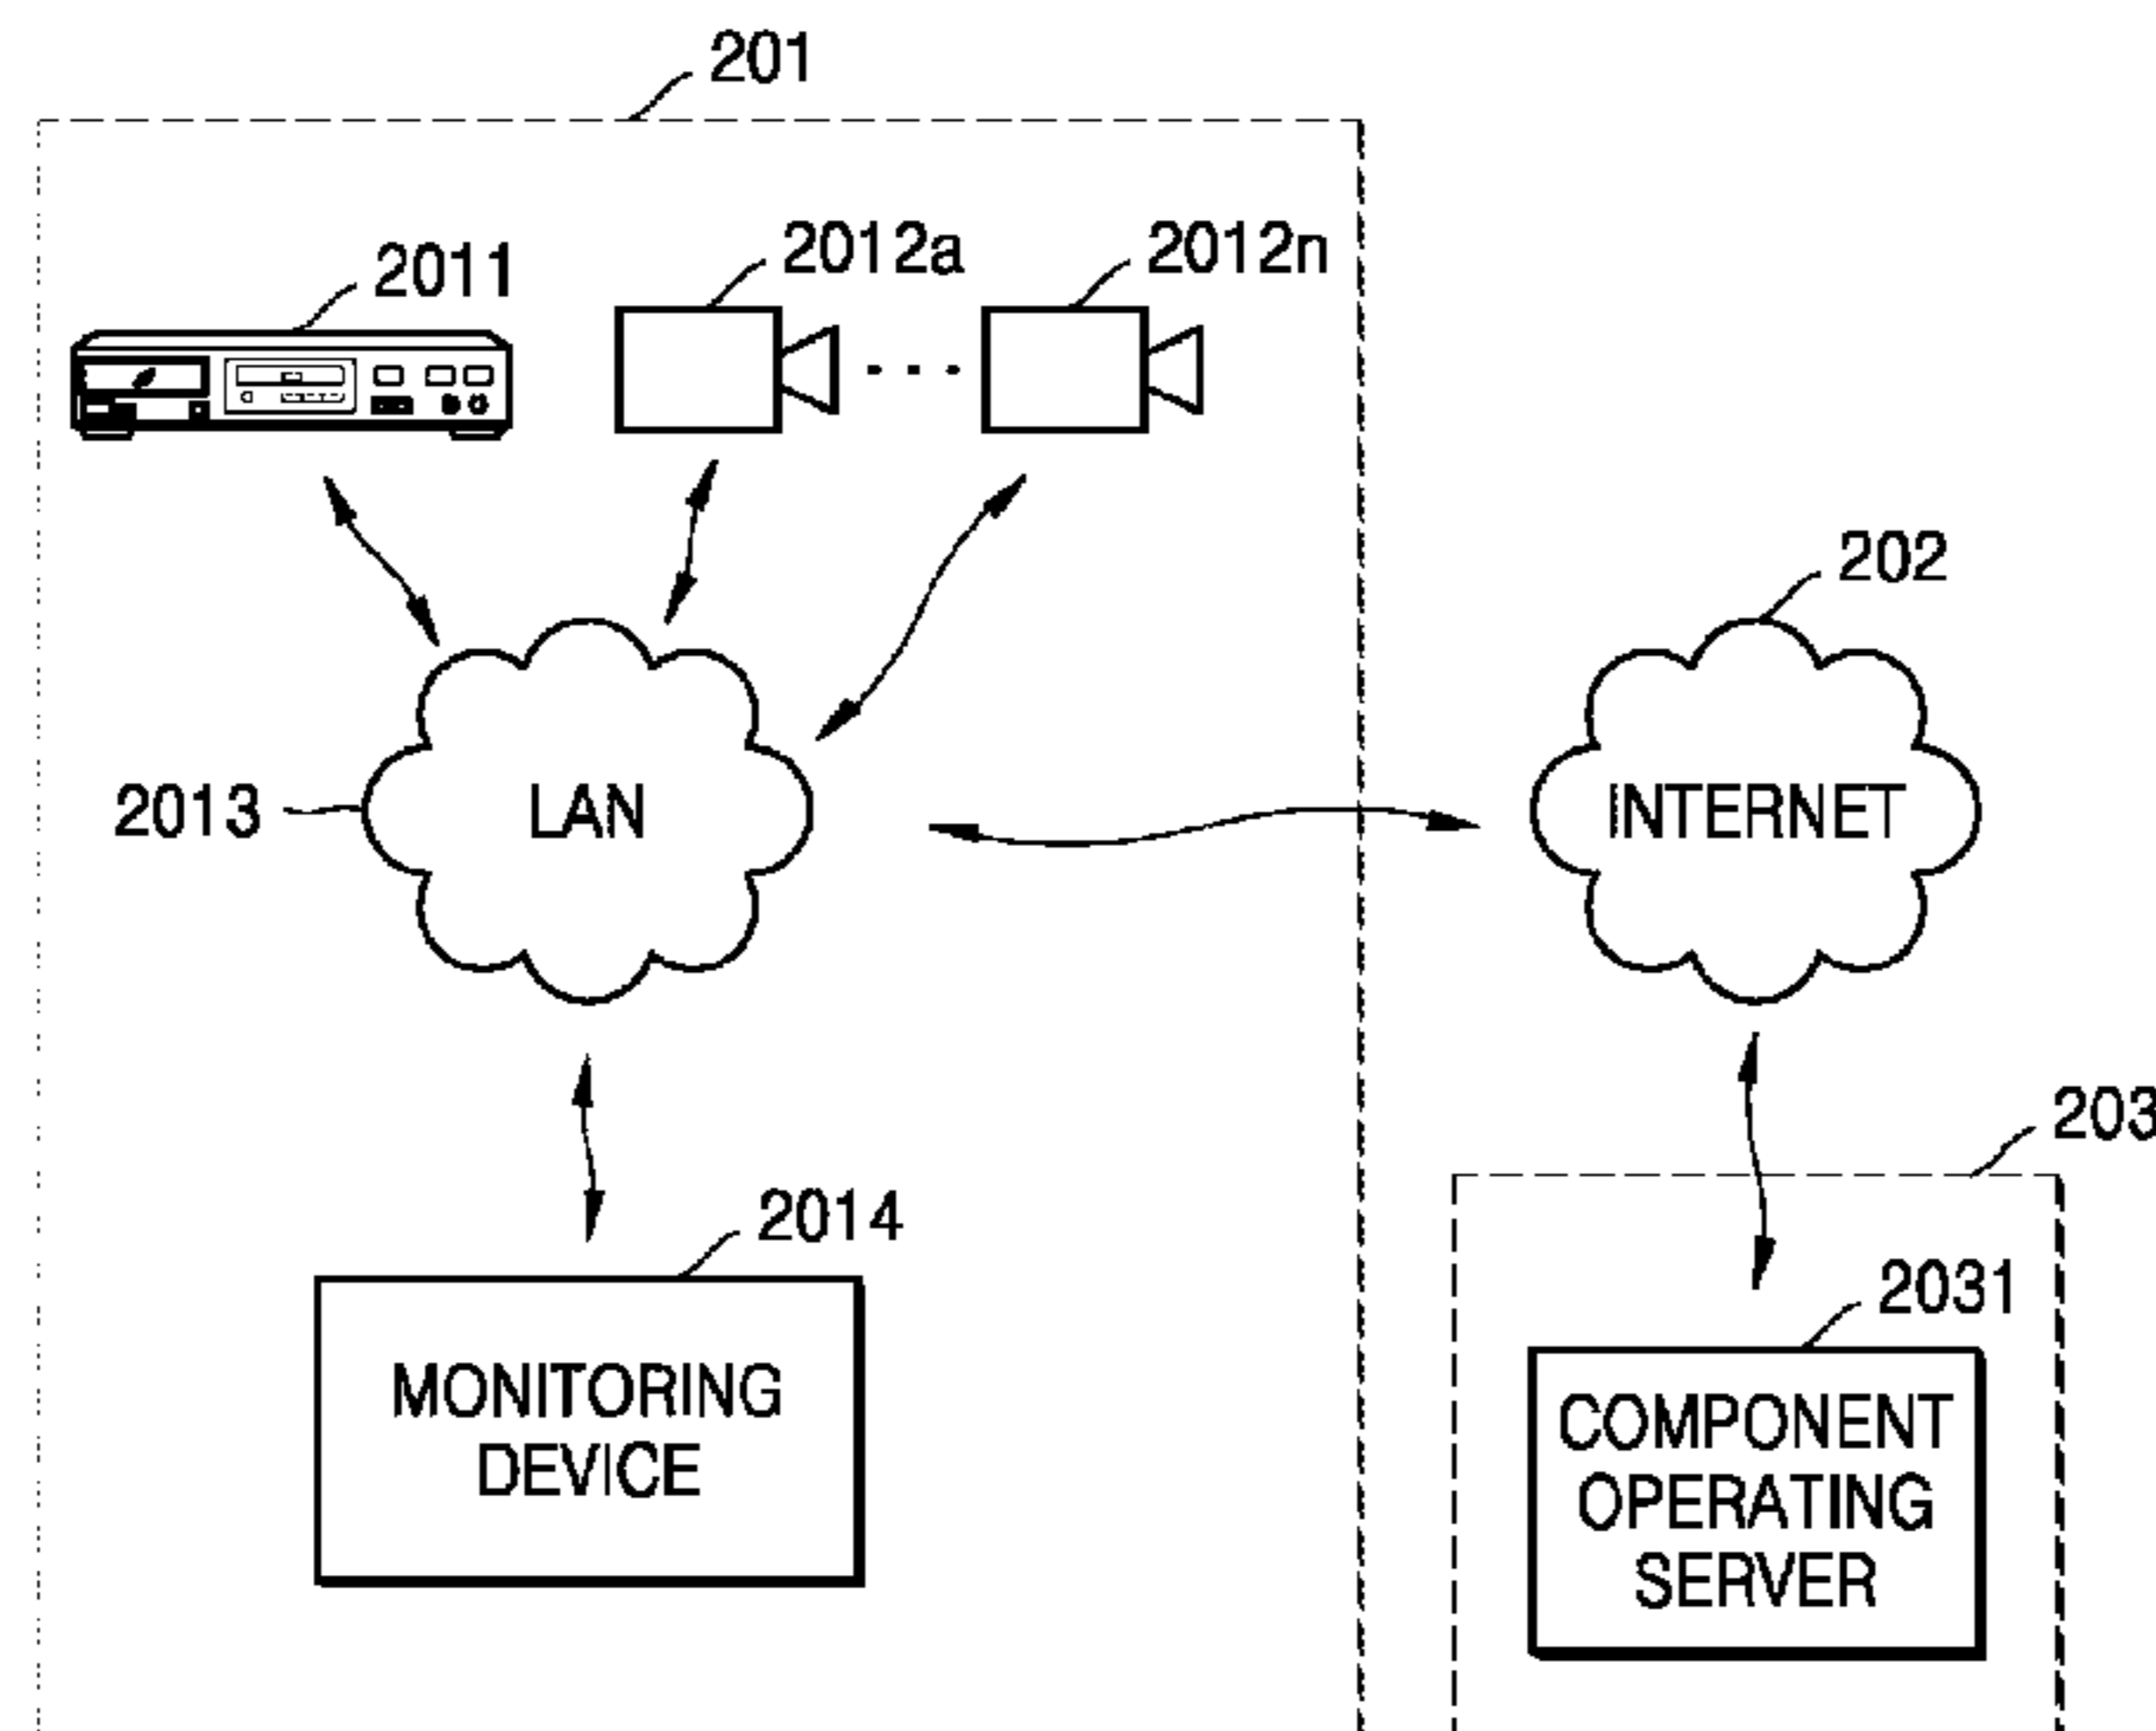 201
2011
2012a
2012n
202
2013
LAN
INTERNET
203
2014
2031
MONITORING
DEVICE
COMPONENT
OPERATING
SERVER